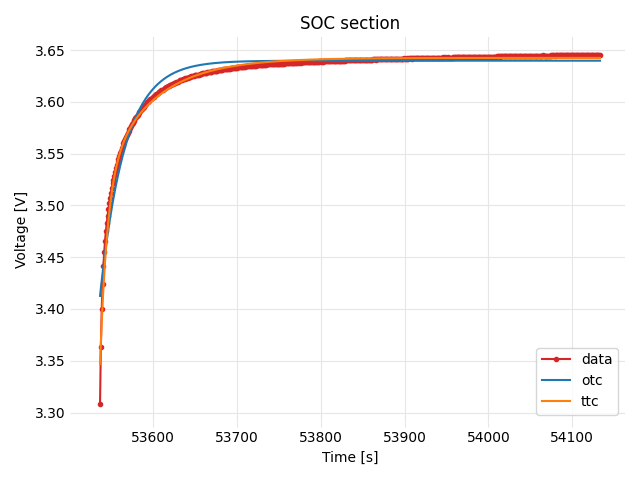 SOC section
Voltage [V]
3.65
3.60
3.55
3.50
3.45
3.40
3.35
3.30
data
otc
ttc
53600 53700 53800 53900 54000 54100
Time [s]